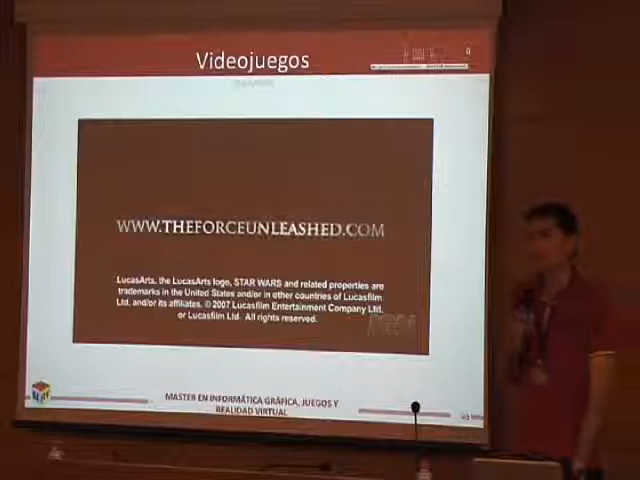 Videojuegos
WWW.THEFORCEUNLEASHED.COM
LucasArts, the LucasArts logo, STAR WARS and related properties are
trademarks in the United States and/or in other countries of Lucasfilm
Ltd. and/or its affiliates. © 2007 Lucasfilm Entertainment Company Ltd.
or Lucasfilm Ltd. All rights reserved.
MASTER EN INFORMÁTICA GRÁFICA, JUEGOS Y
REALIDAD VIRTUAL